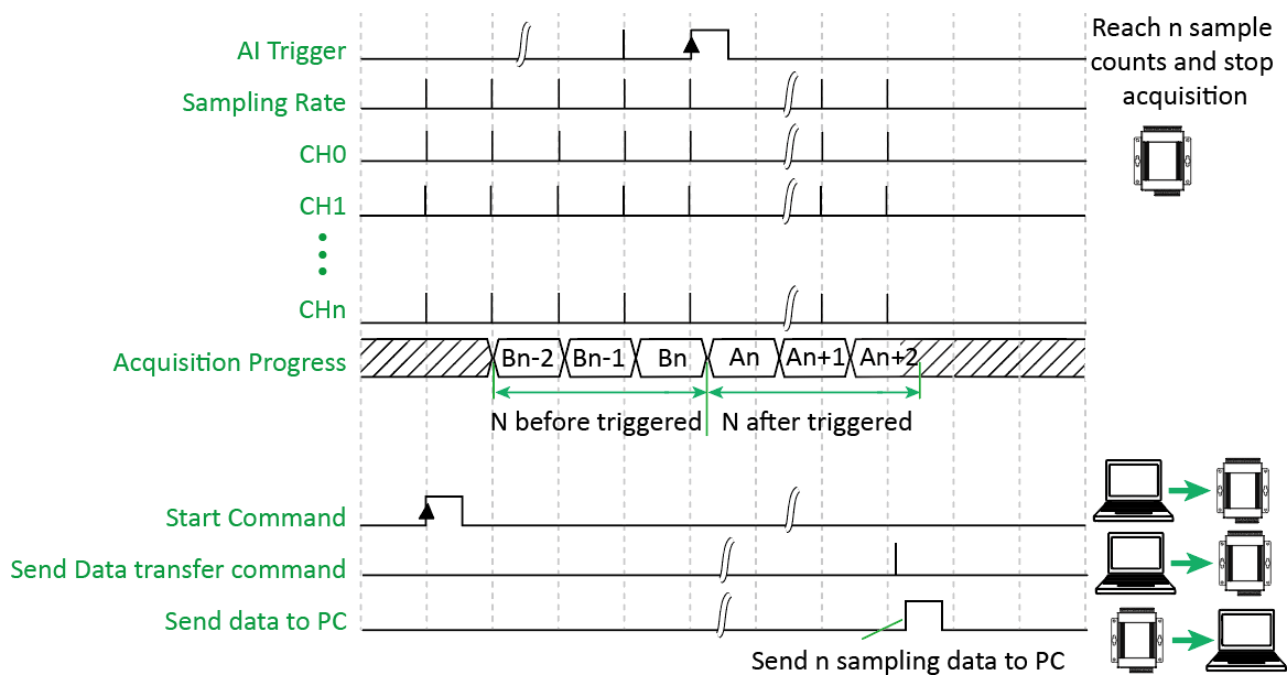 AI Trigger
Reach n sample
counts and stop
acquisition
Sampling Rate
CH0
CH1
CHn
Acquisition Progress
Bn-2 Bn-1 Bn An An+1 An+2
N before triggered N after triggered
Start Command
Send Data transfer command
Send data to PC
Send n sampling data to PC